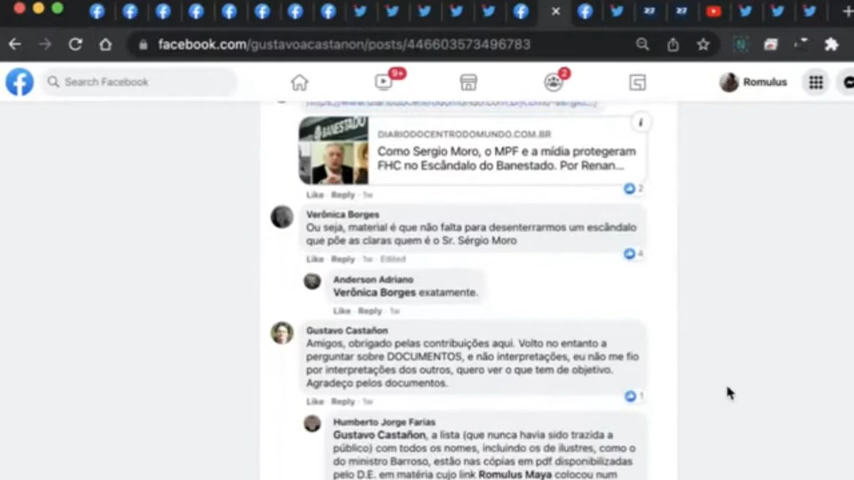 facebook.com/gustavoacastanon/posts/446603573496783
Search Facebook
9+
2
Romulus
BANESTADO
DIARIODOCENTRODOMUNDO.COM.BR
Como Sergio Moro, o MPF e a mídia protegeram
FHC no Escândalo do Banestado. Por Renan...
2
Like · Reply · 1w
Verônica Borges
Ou seja, material é que não falta para desenterrarmos um escândalo
que põe as claras quem é o Sr. Sérgio Moro
4
Like · Reply · 1w · Edited
Anderson Adriano
Verônica Borges exatamente.
Like · Reply · 1w
Gustavo Castañon
Amigos, obrigado pelas contribuições aqui. Volto no entanto a
perguntar sobre DOCUMENTOS, e não interpretações, eu não me fio
por interpretações dos outros, quero ver o que tem de objetivo.
Agradeço pelos documentos.
1
Like · Reply · 1w
Humberto Jorge Farias
Gustavo Castañon, a lista (que nunca havia sido trazida a
público) com todos os nomes, incluindo os de ilustres, como o
do ministro Barroso, estão nas cópias em pdf disponibilizadas
pelo D.E. em matéria cujo link Romulus Maya colocou num